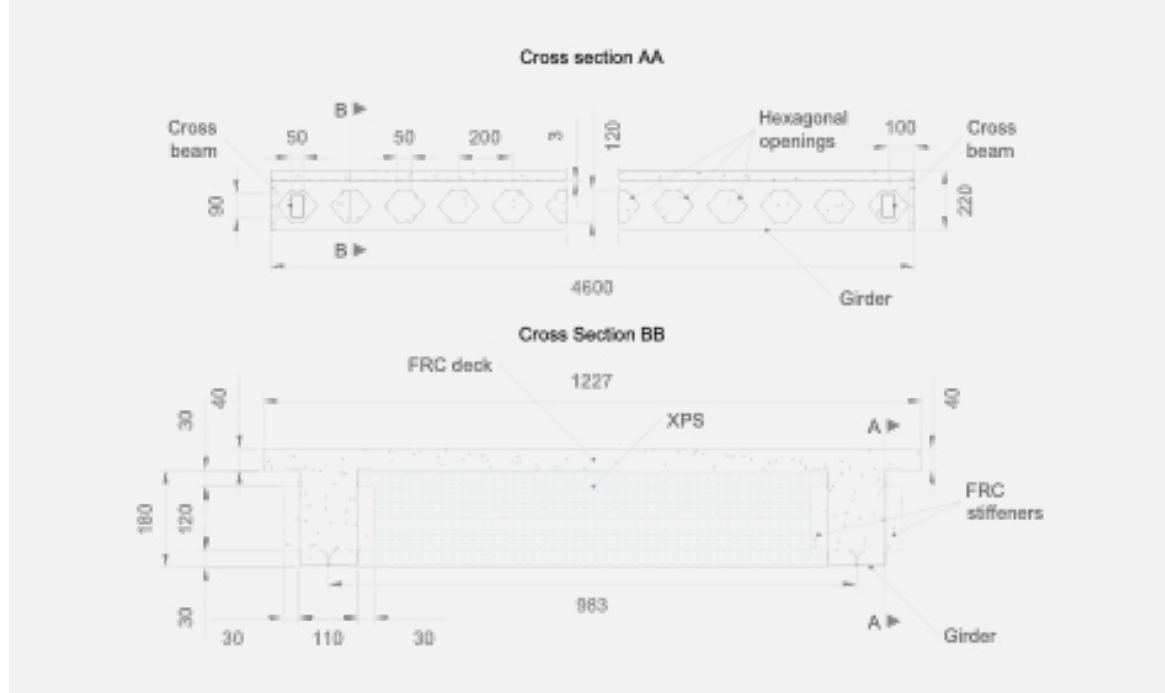 Cross section AA
B
Cross beam
50
50
200
3
120
Hexagonal openings
100
Cross beam
90
220
B
4600
Girder
Cross Section BB
FRC deck
1227
40
30
40
XPS
A
180
120
FRC stiffeners
983
30
30
110
30
A
Girder